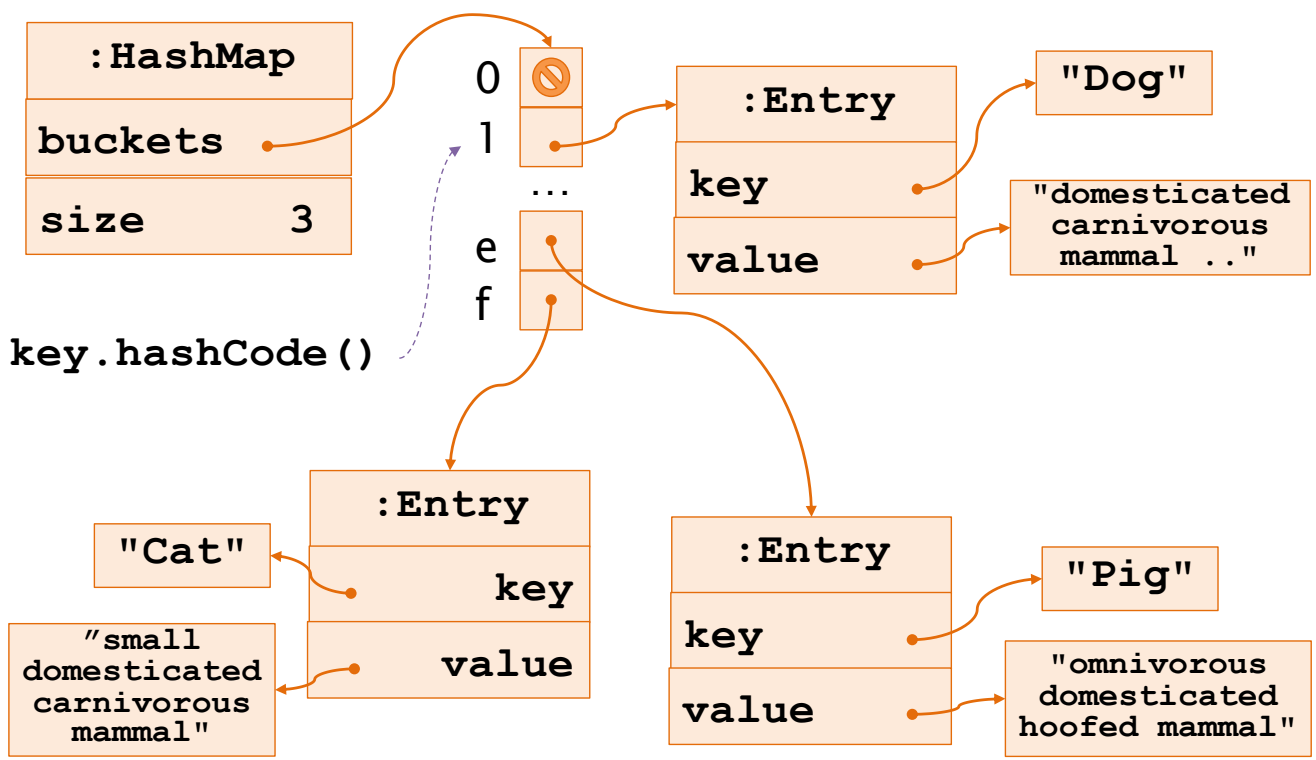 :HashMap
buckets
size 3
key.hashCode()
0
1
...
e
f
:Entry
key
value
"Dog"
"domesticated
carnivorous
mammal .."
:Entry
key
value
"Cat"
″small
domesticated
carnivorous
mammal"
:Entry
key
value
"Pig"
"omnivorous
domesticated
hoofed mammal"